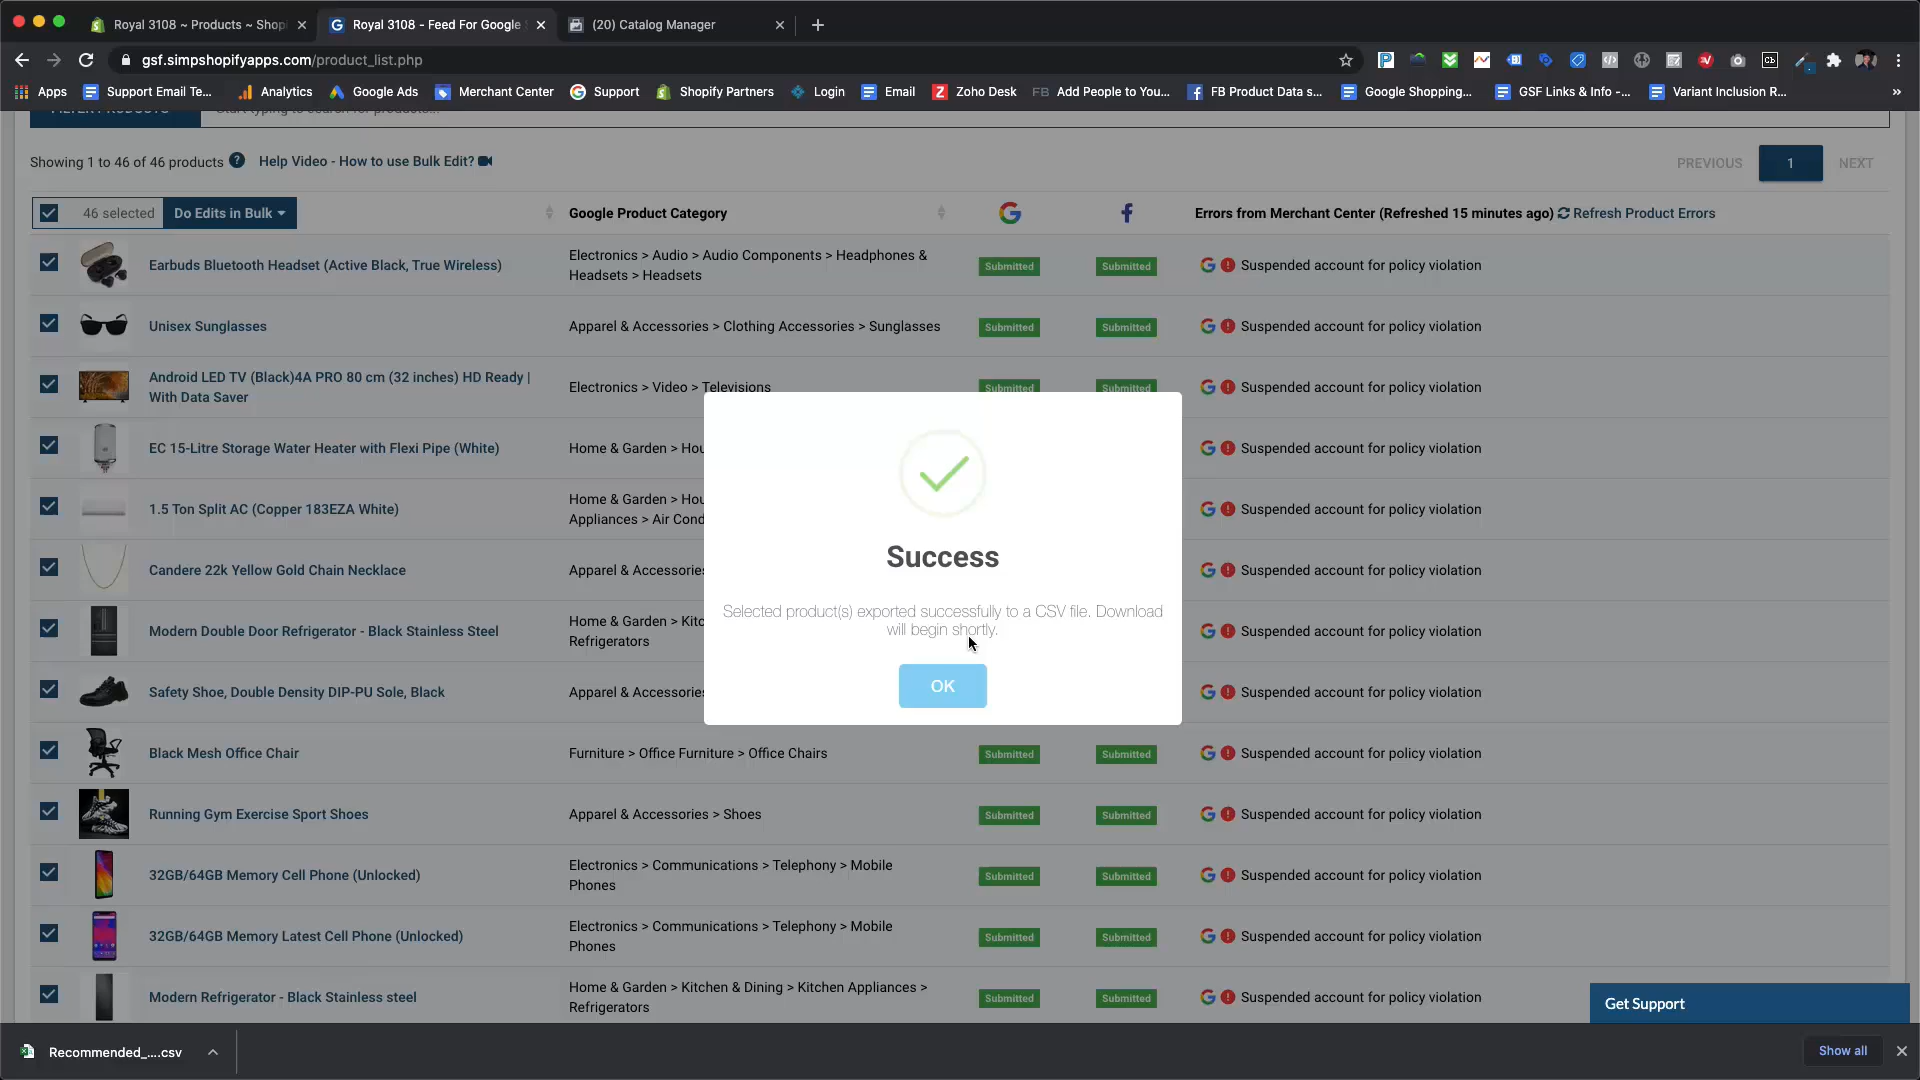 Royal 3108 ~ Products ~ Shop
Royal 3108 - Feed For Google
(20) Catalog Manager
gsf.simpshopifyapps.com/product_list.php
Apps
Support Email Te...
Analytics
Google Ads
Merchant Center
Support
Shopify Partners
Login
Email
Zoho Desk
FB Add People to You...
FB Product Data s...
Google Shopping...
GSF Links & Info -...
Variant Inclusion R...
»
Showing 1 to 46 of 46 products
Help Video - How to use Bulk Edit?
PREVIOUS
1
NEXT
46 selected
Do Edits in Bulk
Google Product Category
Errors from Merchant Center (Refreshed 15 minutes ago) Refresh Product Errors
Earbuds Bluetooth Headset (Active Black, True Wireless)
Electronics > Audio > Audio Components > Headphones &
Headsets > Headsets
Submitted
Submitted
Suspended account for policy violation
Unisex Sunglasses
Apparel & Accessories > Clothing Accessories > Sunglasses
Submitted
Submitted
Suspended account for policy violation
Android LED TV (Black)4A PRO 80 cm (32 inches) HD Ready |
With Data Saver
Electronics > Video > Televisions
Submitted
Submitted
Suspended account for policy violation
EC 15-Litre Storage Water Heater with Flexi Pipe (White)
Home & Garden > Hou
Suspended account for policy violation
1.5 Ton Split AC (Copper 183EZA White)
Home & Garden > Hou
Appliances > Air Cond
Suspended account for policy violation
Candere 22k Yellow Gold Chain Necklace
Apparel & Accessories
Suspended account for policy violation
Modern Double Door Refrigerator - Black Stainless Steel
Home & Garden > Kitc
Refrigerators
Suspended account for policy violation
Safety Shoe, Double Density DIP-PU Sole, Black
Apparel & Accessories
Suspended account for policy violation
Success
Selected product(s) exported successfully to a CSV file. Download
will begin shortly.
OK
Black Mesh Office Chair
Furniture > Office Furniture > Office Chairs
Submitted
Submitted
Suspended account for policy violation
Running Gym Exercise Sport Shoes
Apparel & Accessories > Shoes
Submitted
Submitted
Suspended account for policy violation
32GB/64GB Memory Cell Phone (Unlocked)
Electronics > Communications > Telephony > Mobile
Phones
Submitted
Submitted
Suspended account for policy violation
32GB/64GB Memory Latest Cell Phone (Unlocked)
Electronics > Communications > Telephony > Mobile
Phones
Submitted
Submitted
Suspended account for policy violation
Modern Refrigerator - Black Stainless steel
Home & Garden > Kitchen & Dining > Kitchen Appliances >
Refrigerators
Submitted
Submitted
Suspended account for policy violation
Get Support
Recommended_....csv
Show all